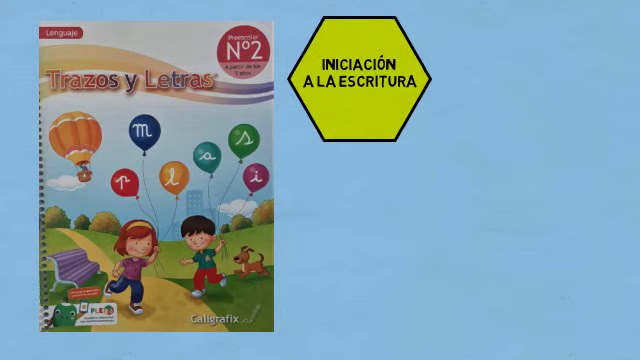 Lenguaje
Preescolar
Nº2
A partir de los
5 años
Trazos y Letras
m
s
a
l
p
i
Caligrafix
INICIACIÓN
A LA ESCRITURA